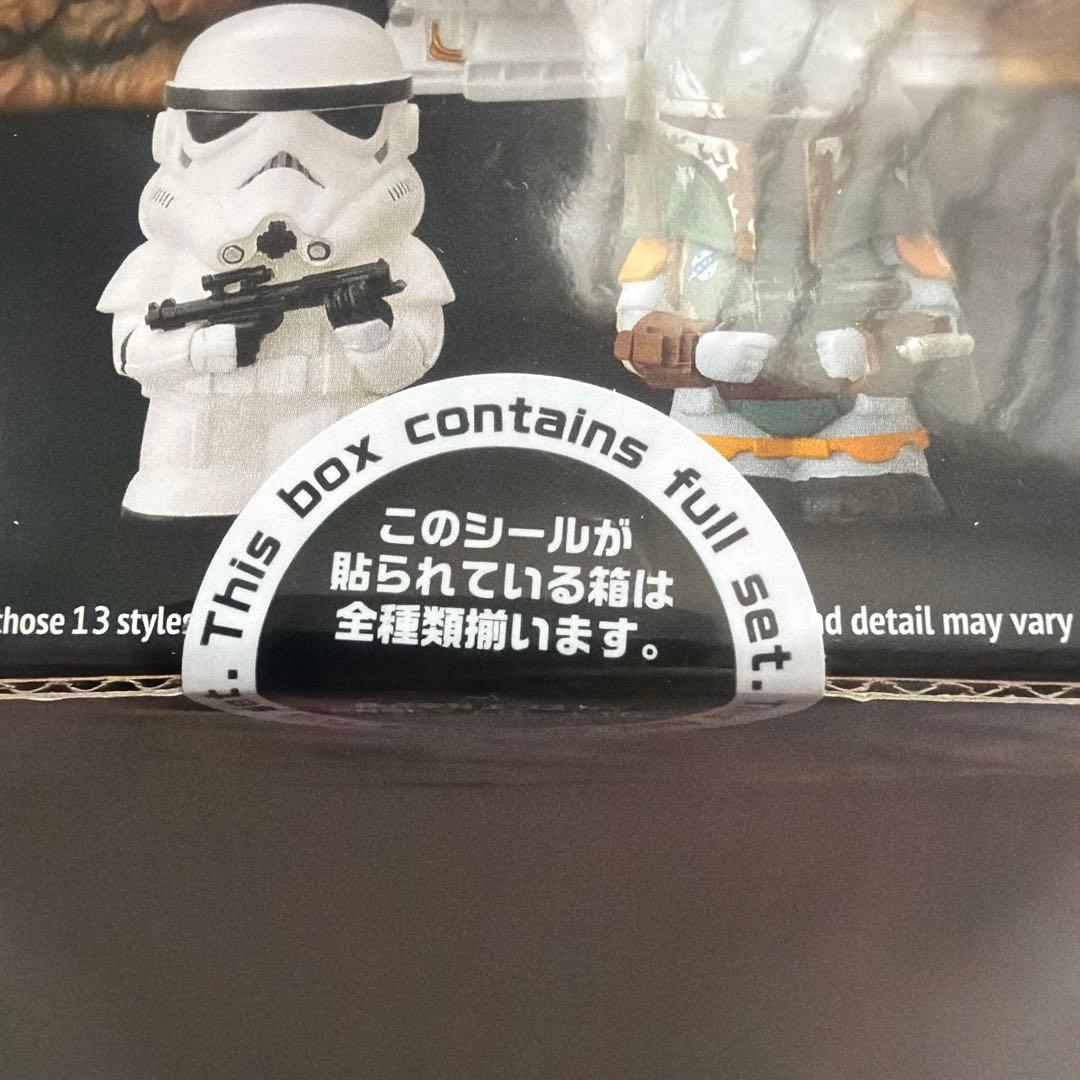 This box contains full set.
このシールが
貼られている箱は
全種類揃います。
those 13 styles
nd detail may vary